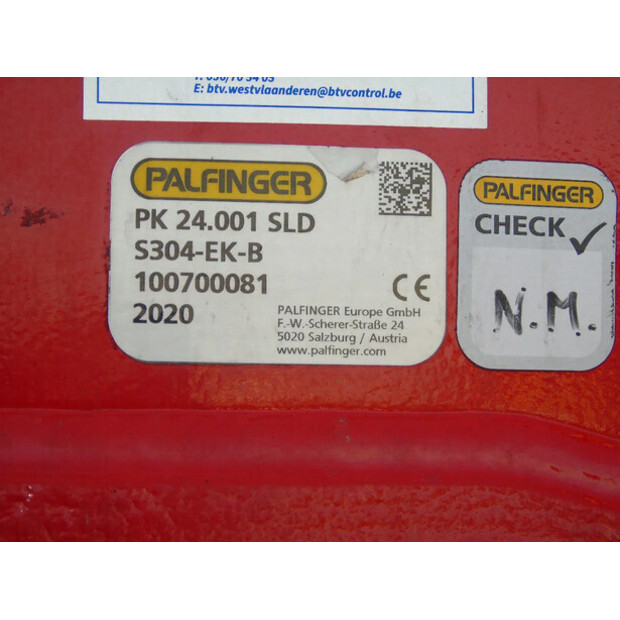 E: btv.westvlaanderen@btvcontrol.be
PALFINGER
PK 24.001 SLD
S304-EK-B
100700081
2020
PALFINGER Europe GmbH
F.-W.-Scherer-Straße 24
5020 Salzburg / Austria
www.palfinger.com
PALFINGER
CHECK
N.M.